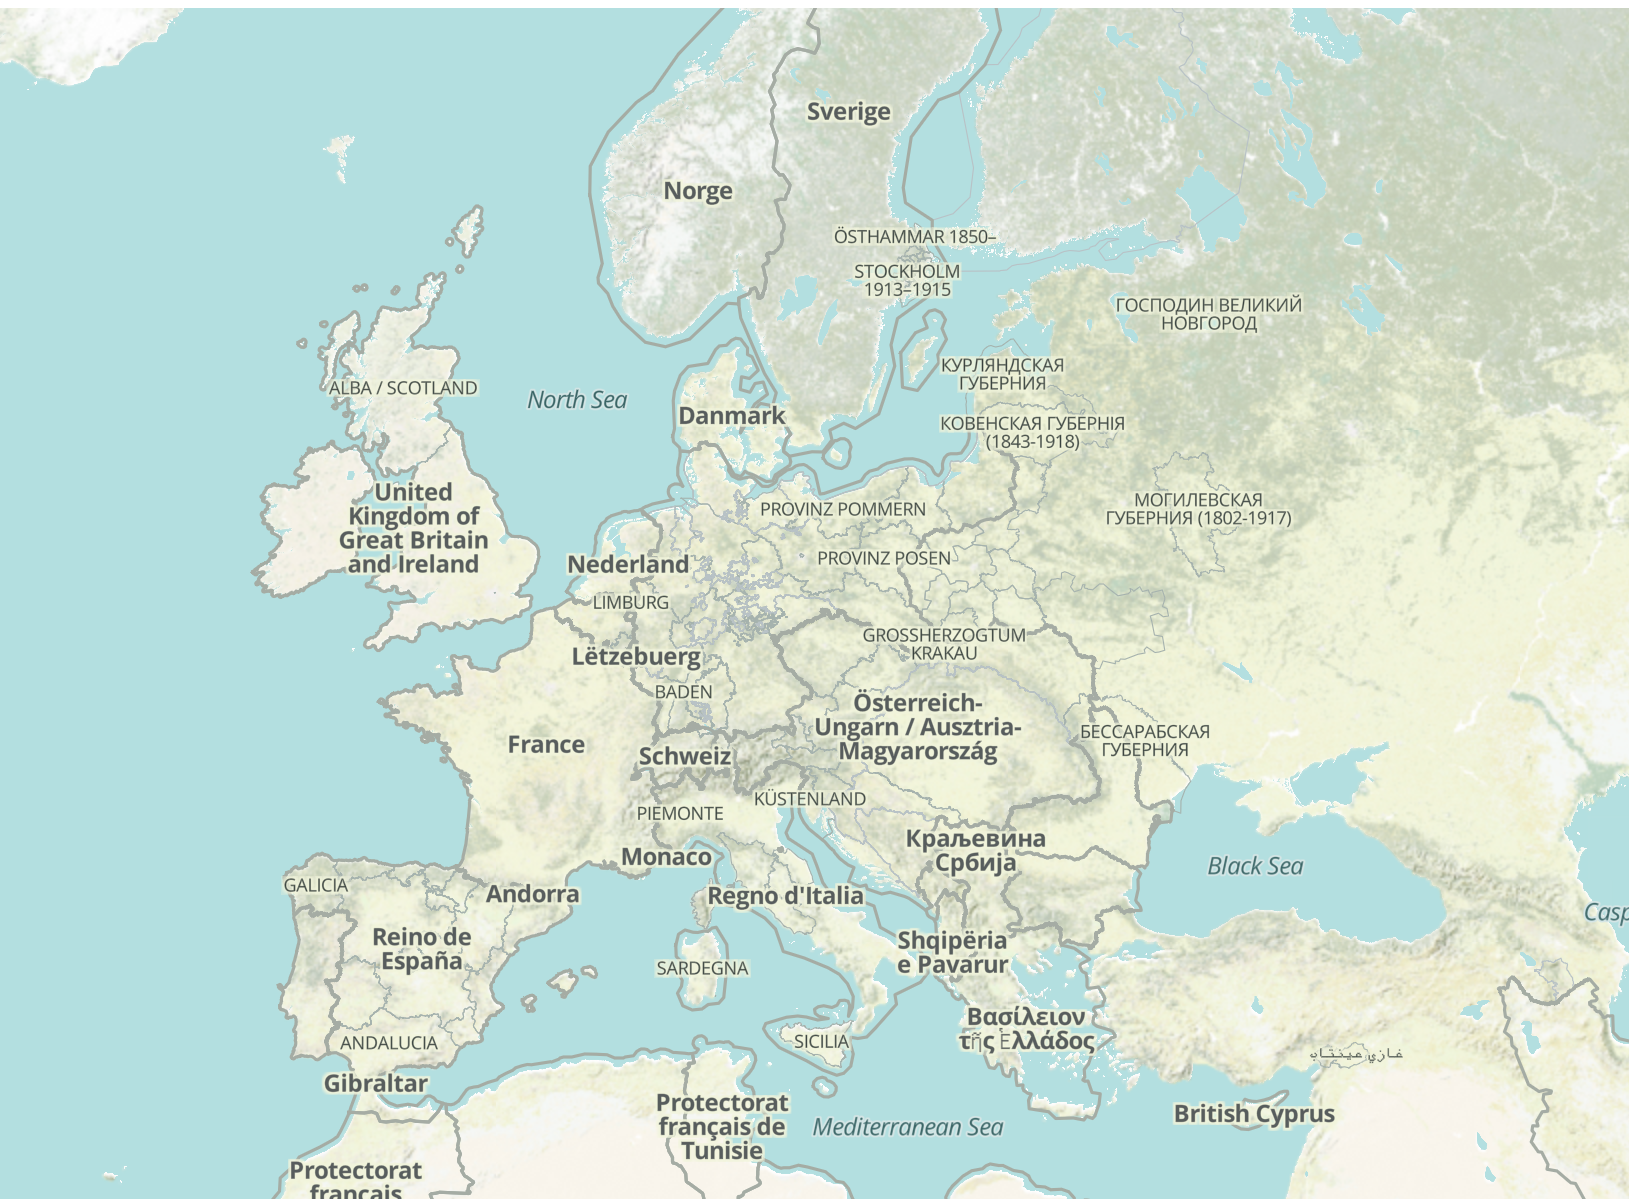 Sverige
Norge
ÖSTHAMMAR 1850–
STOCKHOLM
1913–1915
ГОСПОДИН ВЕЛИКИЙ
НОВГОРОД
ALBA / SCOTLAND
North Sea
КУРЛЯНДСКАЯ
ГУБЕРНИЯ
Danmark
КОВЕНСКАЯ ГУБЕРНІЯ
(1843-1918)
United
Kingdom of
Great Britain
and Ireland
PROVINZ POMMERN
МОГИЛЕВСКАЯ
ГУБЕРНИЯ (1802-1917)
Nederland
PROVINZ POSEN
LIMBURG
GROSSHERZOGTUM
KRAKAU
Lëtzebuerg
BADEN
Österreich-
Ungarn / Ausztria-
Magyarország
БЕССАРАБСКАЯ
ГУБЕРНИЯ
France
Schweiz
KÜSTENLAND
PIEMONTE
Краљевина
Србија
Monaco
Black Sea
GALICIA
Andorra
Regno d'Italia
Casp
Reino de
España
Shqipëria
e Pavarur
SARDEGNA
Βασίλειον
τῆς Ἑλλάδος
ANDALUCIA
SICILIA
غازي عينتاب
Gibraltar
Protectorat
français de
Tunisie
Mediterranean Sea
British Cyprus
Protectorat
français